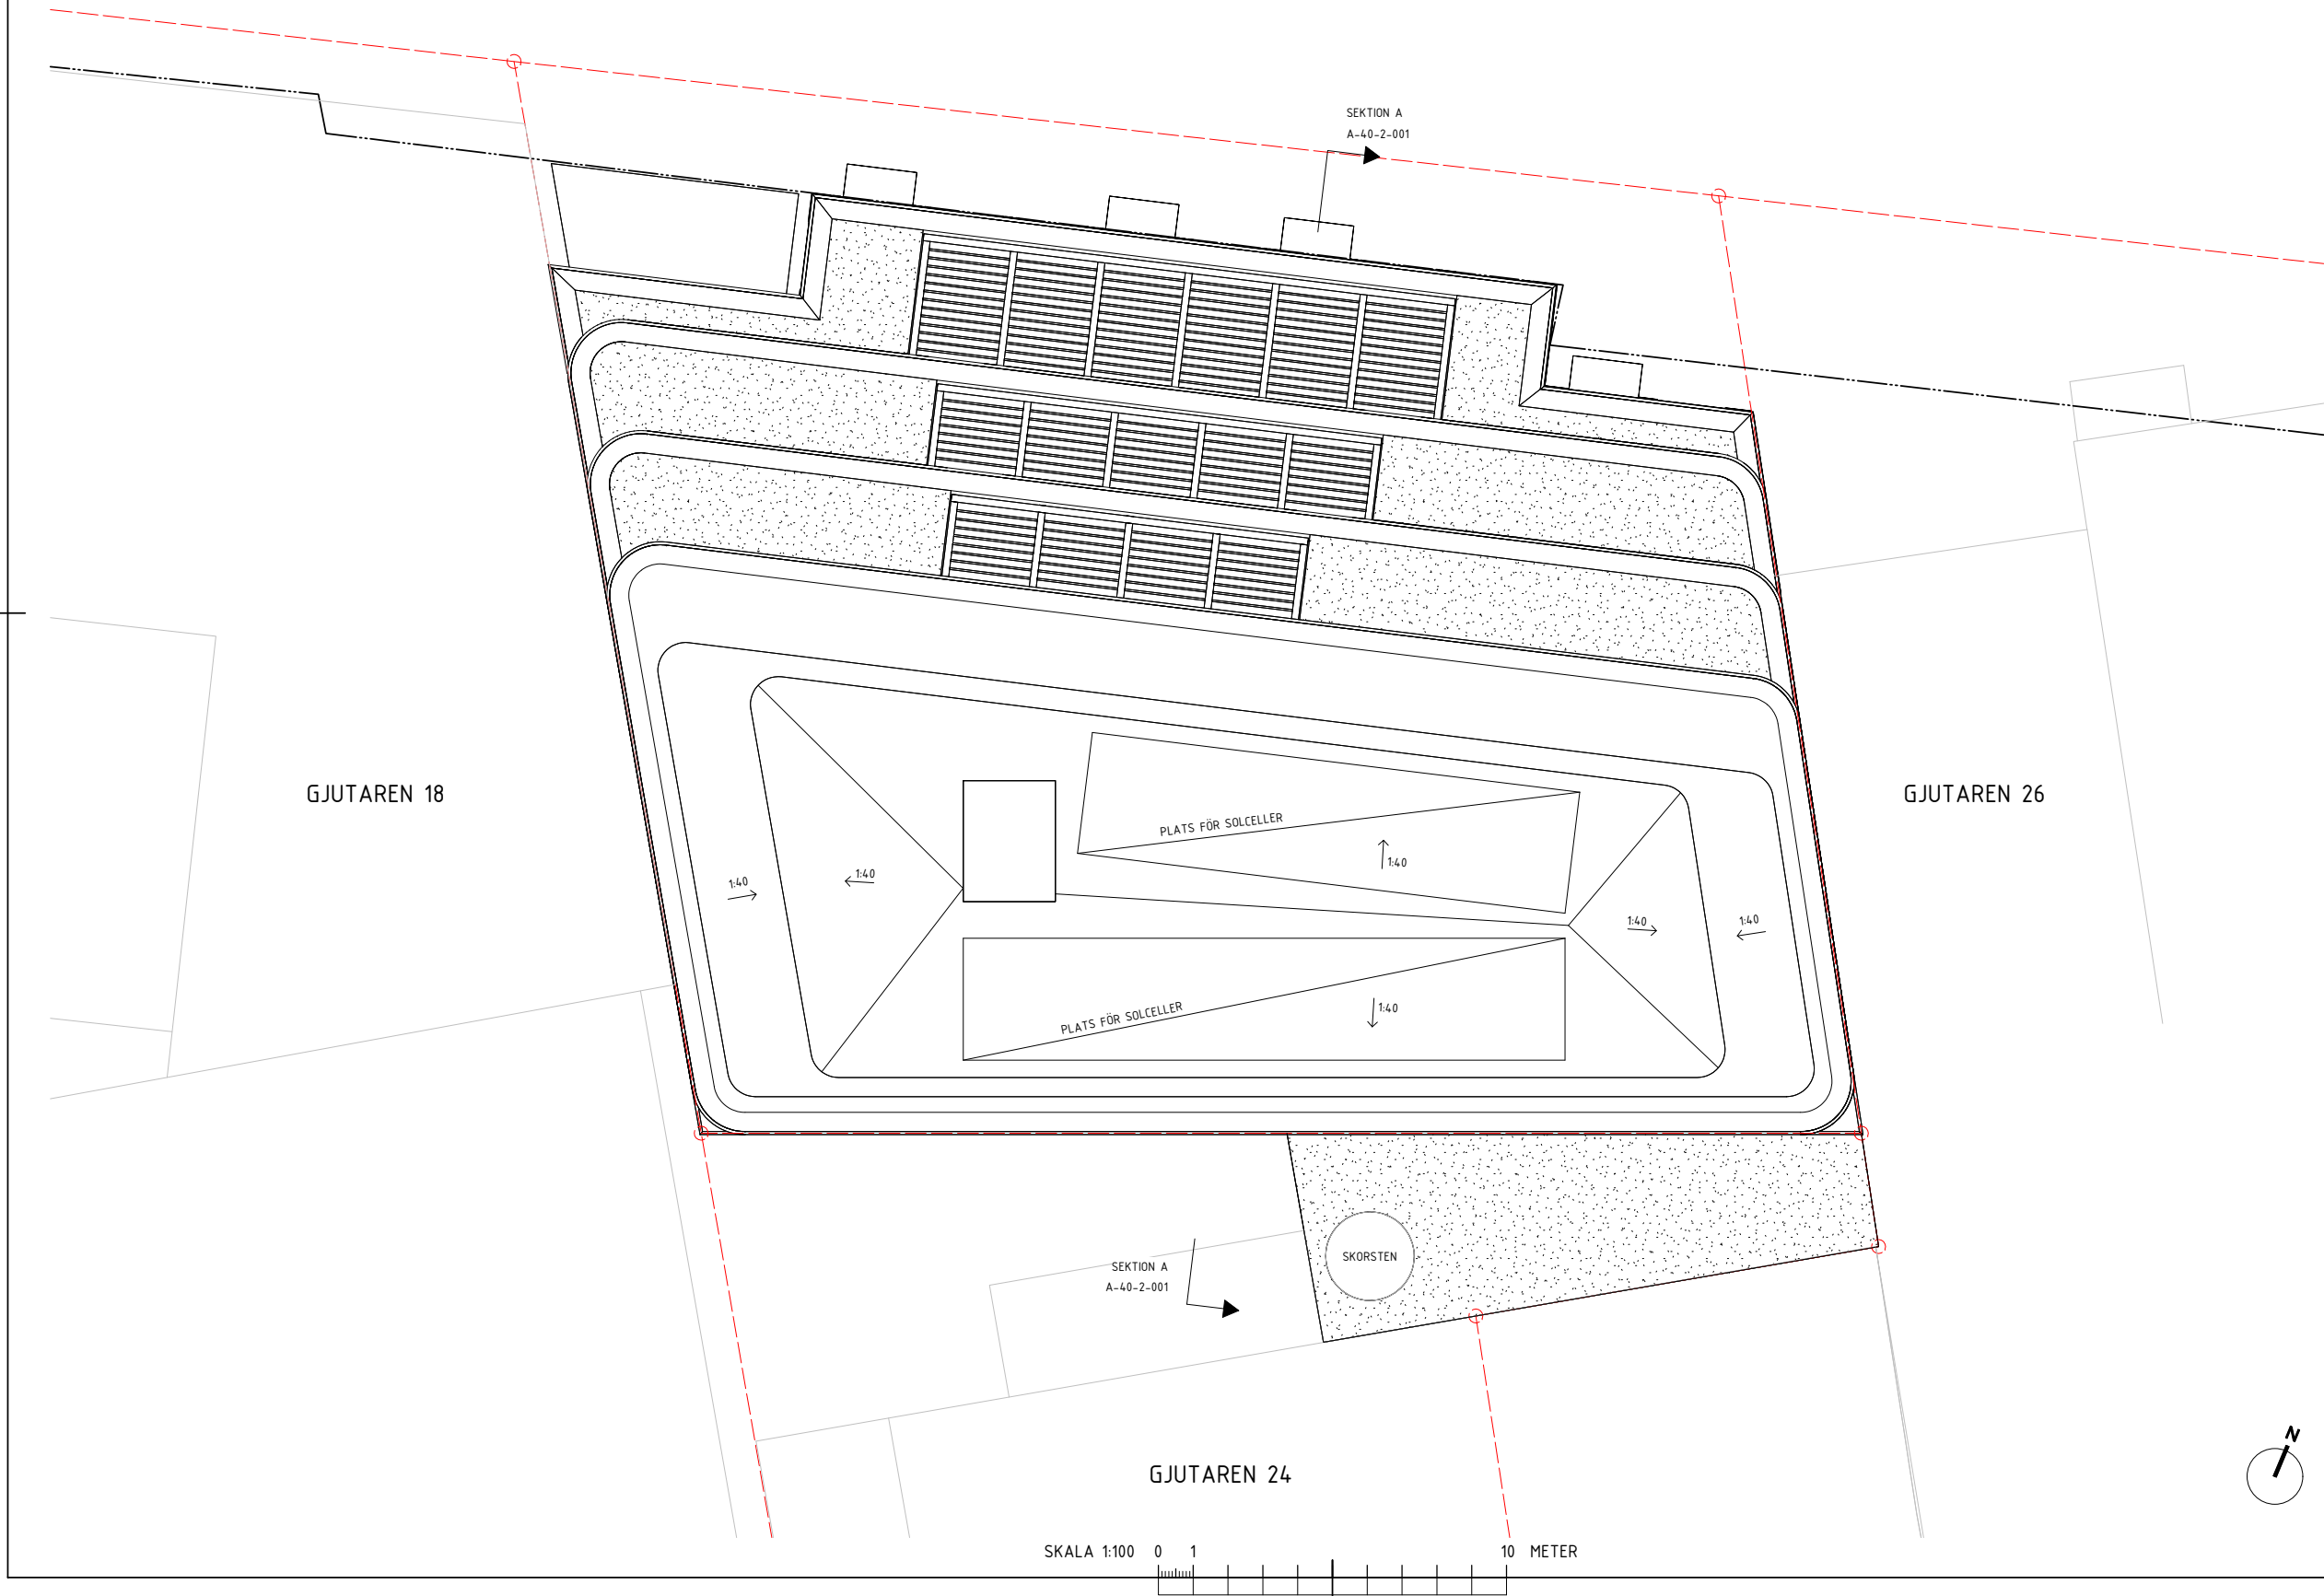 SEKTION A
A-40-2-001
GJUTAREN 18
GJUTAREN 26
PLATS FÖR SOLCELLER
1:40
1:40
1:40
1:40
1:40
PLATS FÖR SOLCELLER
1:40
SKORSTEN
SEKTION A
A-40-2-001
N
GJUTAREN 24
SKALA 1:100 0 1 10 METER